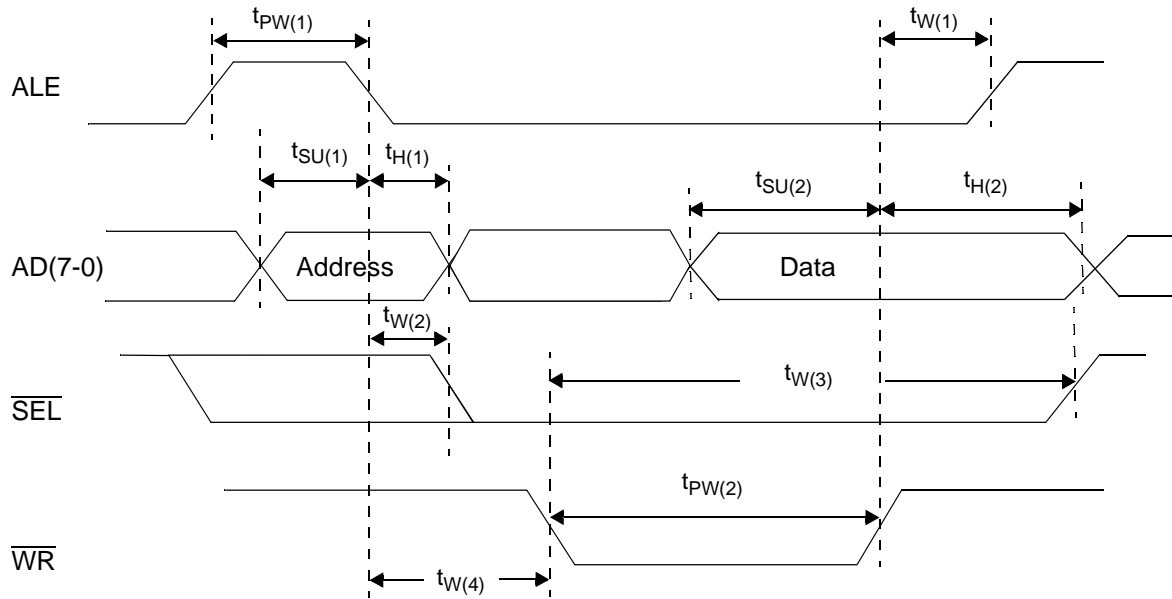 tPW(1)
tW(1)
ALE
tSU(1)
tH(1)
tSU(2)
tH(2)
AD(7-0)
Address
Data
tW(2)
tW(3)
SEL
tPW(2)
WR
tW(4)